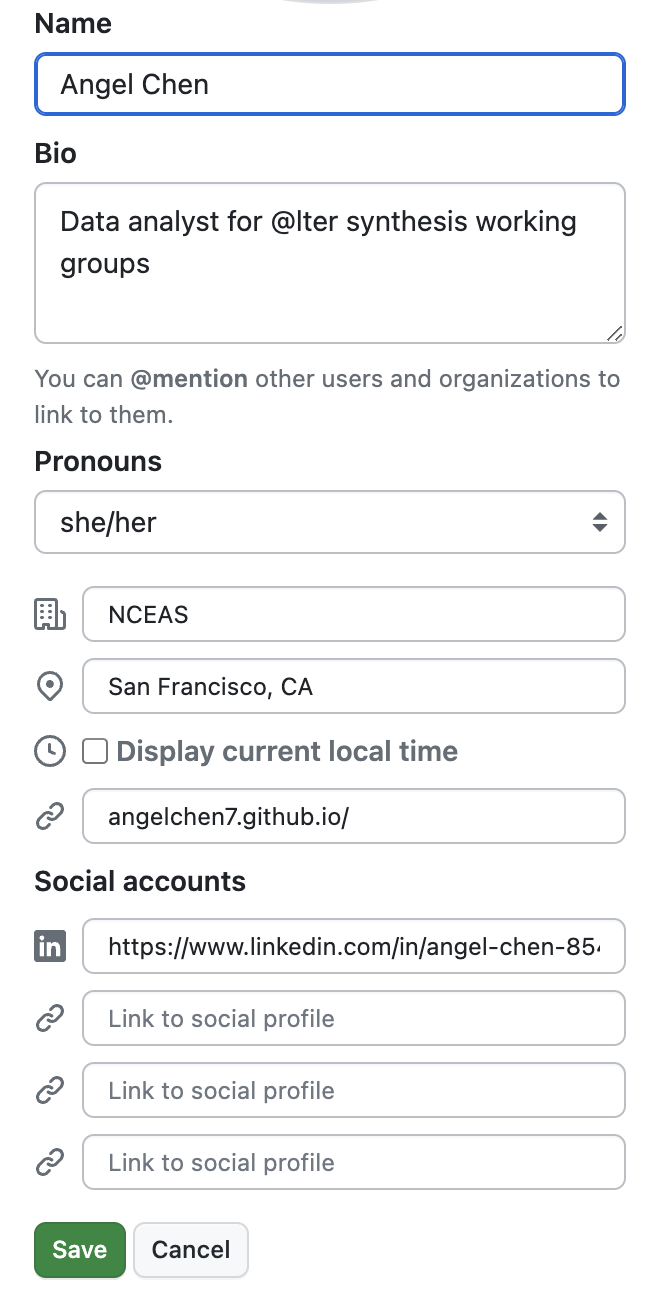 Name
Angel Chen
Bio
Data analyst for @lter synthesis working
groups
You can @mention other users and organizations to
link to them.
Pronouns
she/her
NCEAS
San Francisco, CA
Display current local time
angelchen7.github.io/
Social accounts
in
https://www.linkedin.com/in/angel-chen-85
Link to social profile
Link to social profile
Link to social profile
Save Cancel